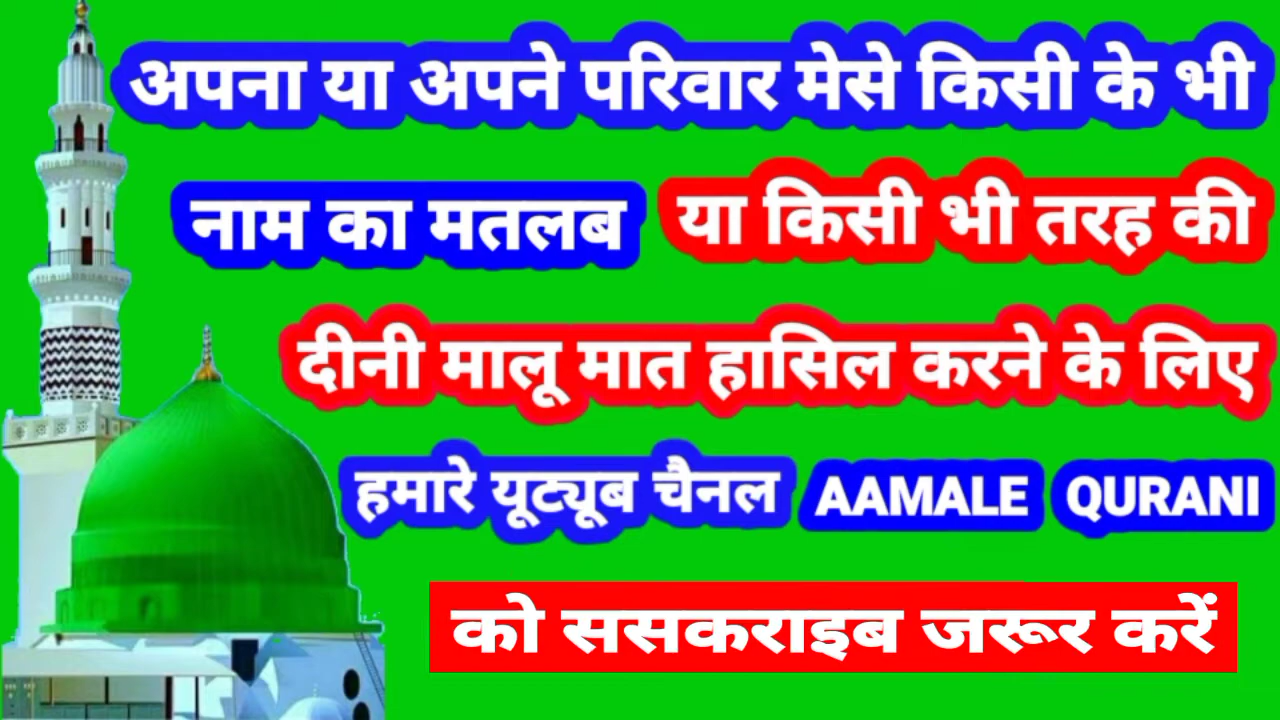 अपना या अपने परिवार मेसे किसी के भी
नाम का मतलब या किसी भी तरह की
दीनी मालू मात हासिल करने के लिए
हमारे यूट्यूब चैनल AAMALE QURANI
को ससकराइब जरूर करें